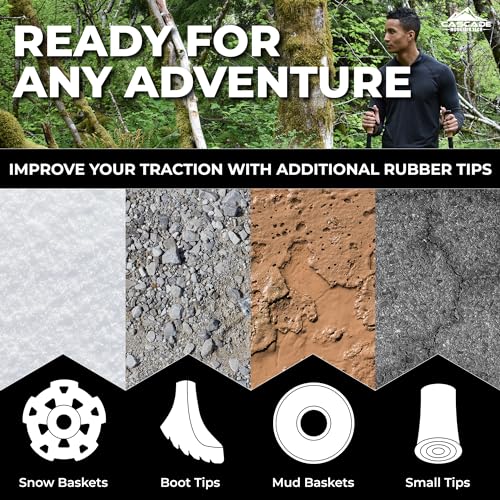 READY FOR
ANY ADVENTURE
CASCADE
IMPROVE YOUR TRACTION WITH ADDITIONAL RUBBER TIPS
Snow Baskets
Boot Tips
Mud Baskets
Small Tips